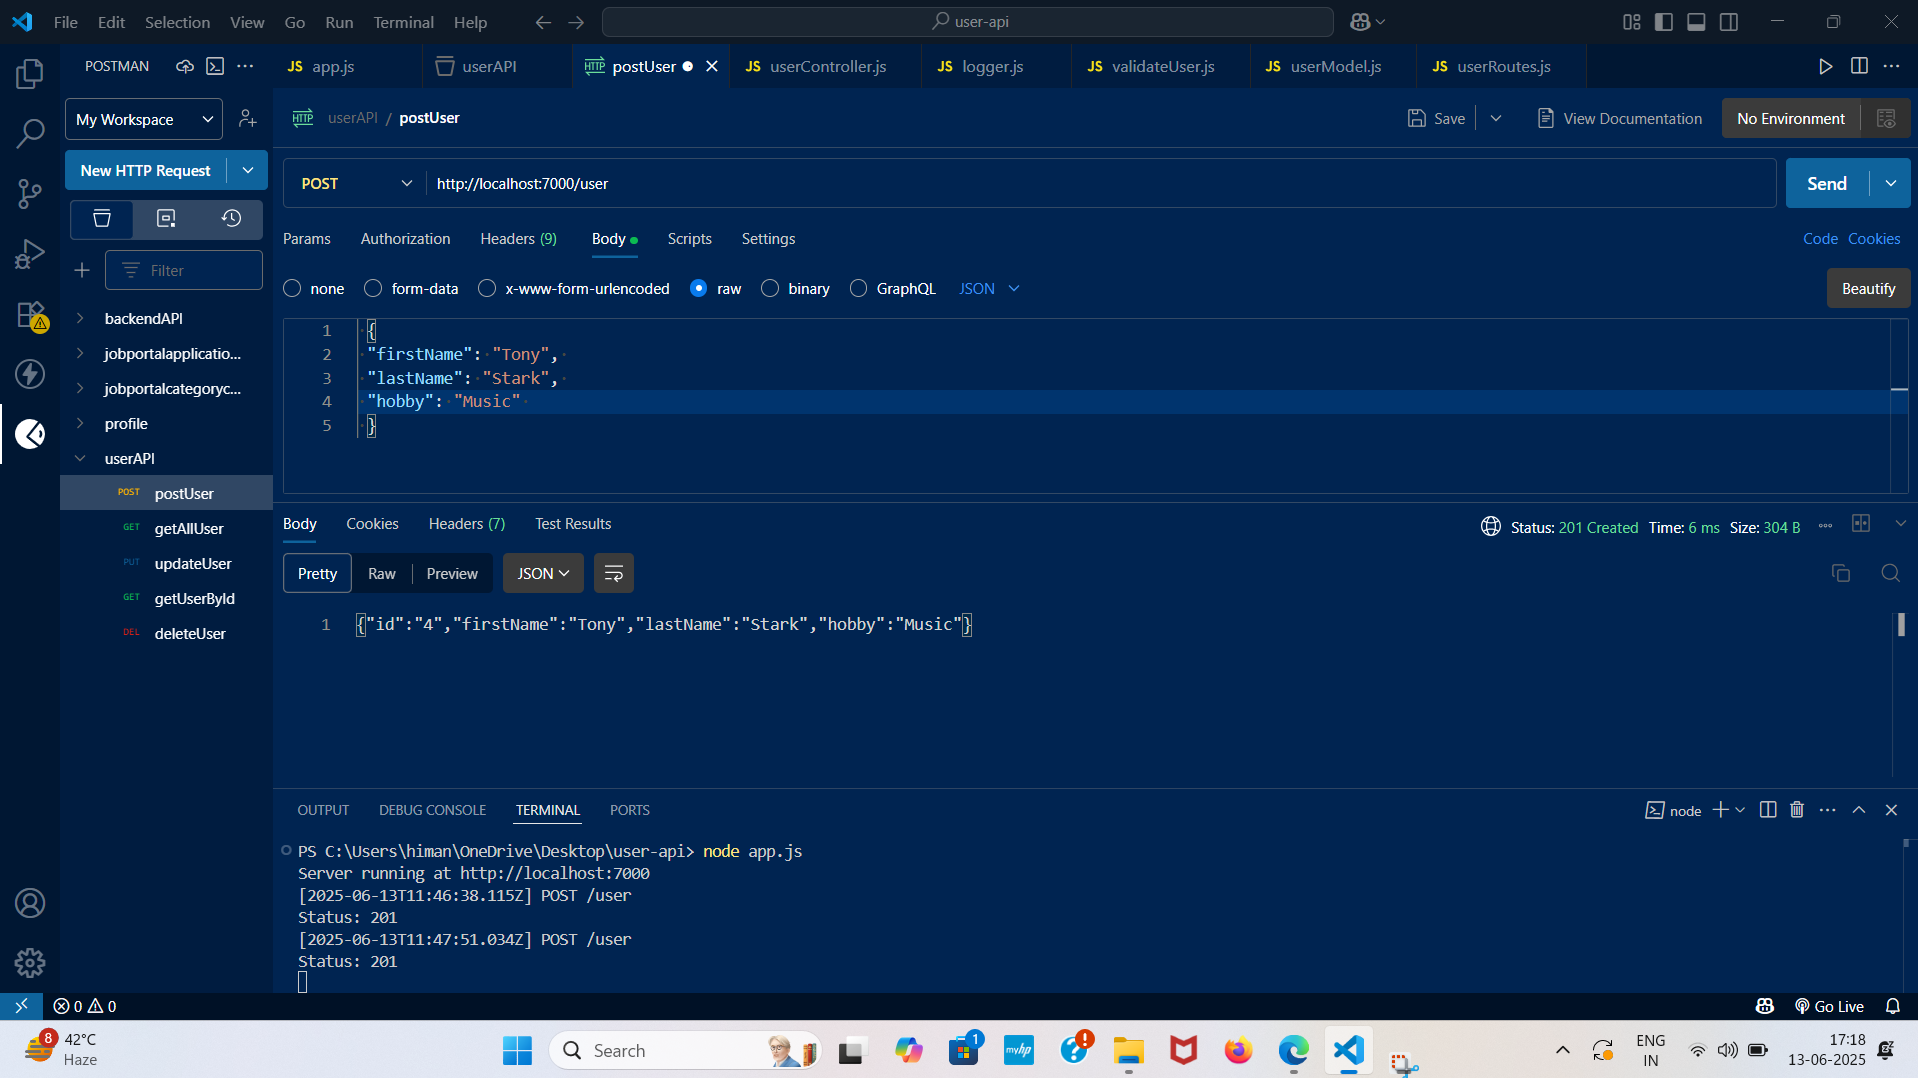 File Edit Selection View Go Run Terminal Help
user-api
POSTMAN
JS app.js
userAPI
HTTP postUser
JS userController.js
JS logger.js
JS validateUser.js
JS userModel.js
JS userRoutes.js
My Workspace
HTTP userAPI / postUser
Save
View Documentation
No Environment
New HTTP Request
POST http://localhost:7000/user
Send
Filter
Params Authorization Headers (9) Body Scripts Settings
Code Cookies
none form-data x-www-form-urlencoded raw binary GraphQL JSON
Beautify
backendAPI
jobportalapplicatio...
jobportalcategoryc...
profile
userAPI
POST postUser
GET getAllUser
PUT updateUser
GET getUserById
DEL deleteUser
1 {
2 "firstName": "Tony",
3 "lastName": "Stark",
4 "hobby": "Music"
5 }
Body Cookies Headers (7) Test Results
Status: 201 Created Time: 6 ms Size: 304 B
Pretty Raw Preview JSON
1 {"id":"4","firstName":"Tony","lastName":"Stark","hobby":"Music"}
OUTPUT DEBUG CONSOLE TERMINAL PORTS
node
PS C:\Users\himan\OneDrive\Desktop\user-api> node app.js
Server running at http://localhost:7000
[2025-06-13T11:46:38.115Z] POST /user
Status: 201
[2025-06-13T11:47:51.034Z] POST /user
Status: 201
0 0
Go Live
8
42°C
Haze
Search
1
myhp
ENG
IN
17:18
13-06-2025